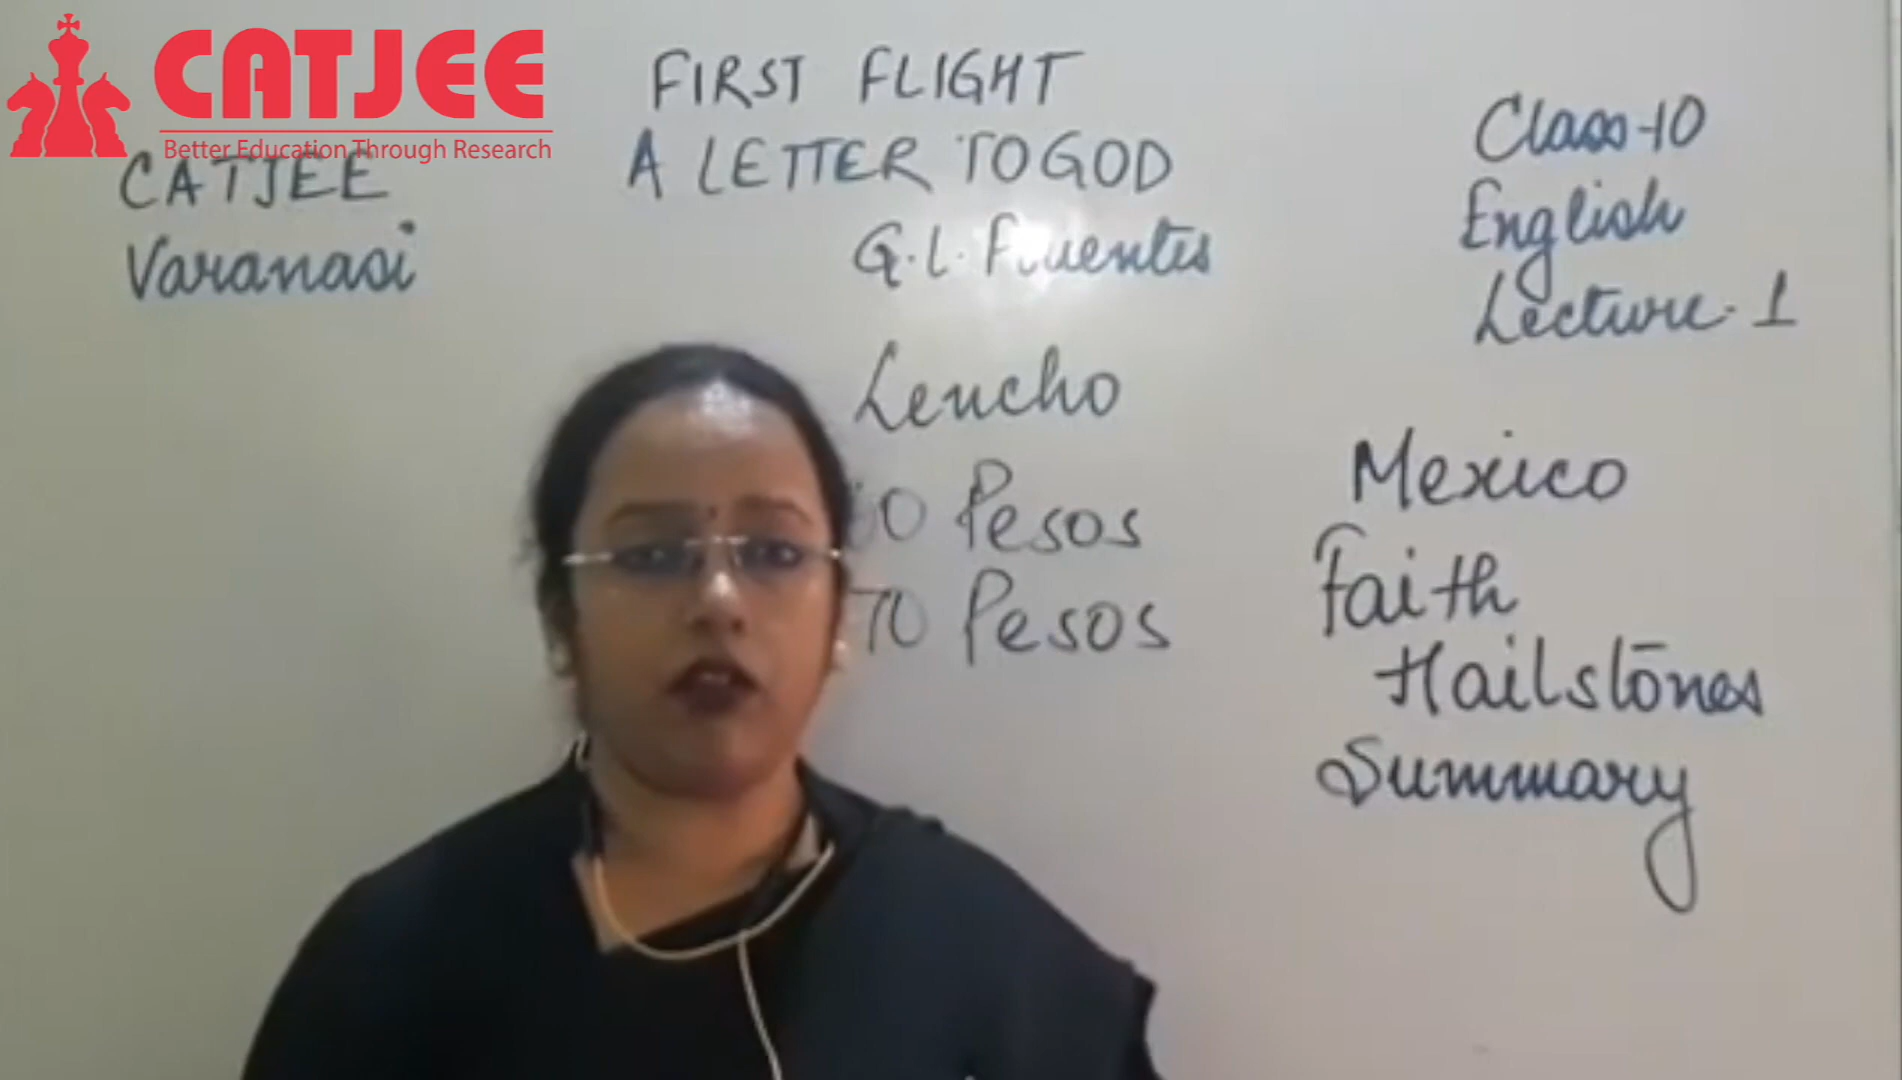 CATJEE
Better Education Through Research
CATJEE
Varanasi
FIRST FLIGHT
A LETTER TO GOD
G.L.
Lencho
Pesos
70 Pesos
Class-10
English
Lecture-1
Mexico
Faith
Hailstones
Summary